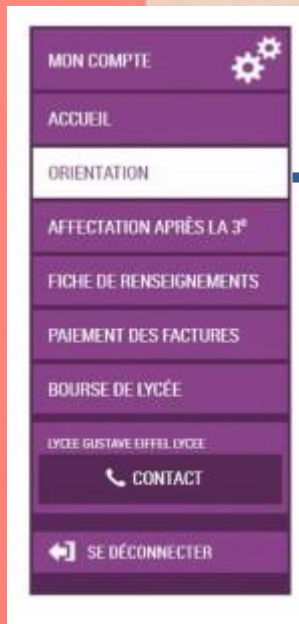 MON COMPTE
ACCUEIL
ORIENTATION
AFFECTATION APRÈS LA 3ᵉ
FICHE DE RENSEIGNEMENTS
PAIEMENT DES FACTURES
BOURSE DE LYCÉE
LYCEE GUSTAVE EIFFEL LYCEE
CONTACT
SE DÉCONNECTER